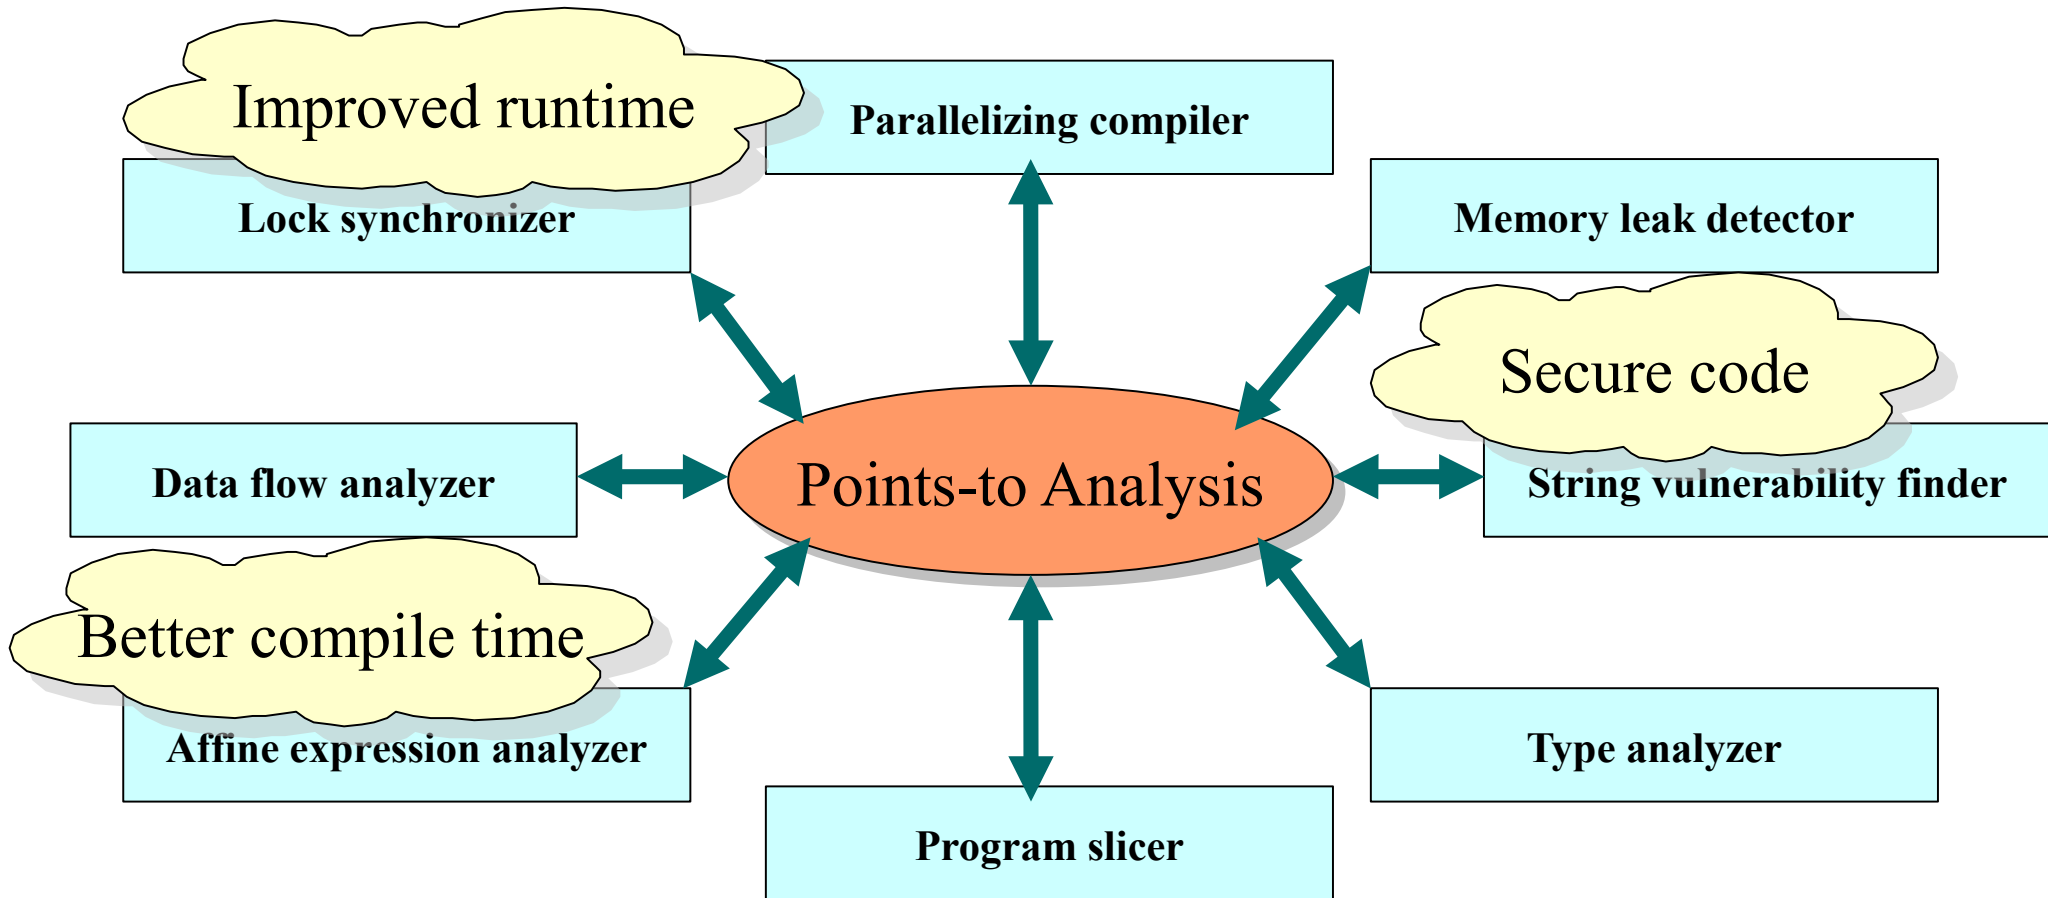 Improved runtime
Parallelizing compiler
Lock synchronizer
Memory leak detector
Secure code
Data flow analyzer
Points-to Analysis
String vulnerability finder
Better compile time
Affine expression analyzer
Type analyzer
Program slicer